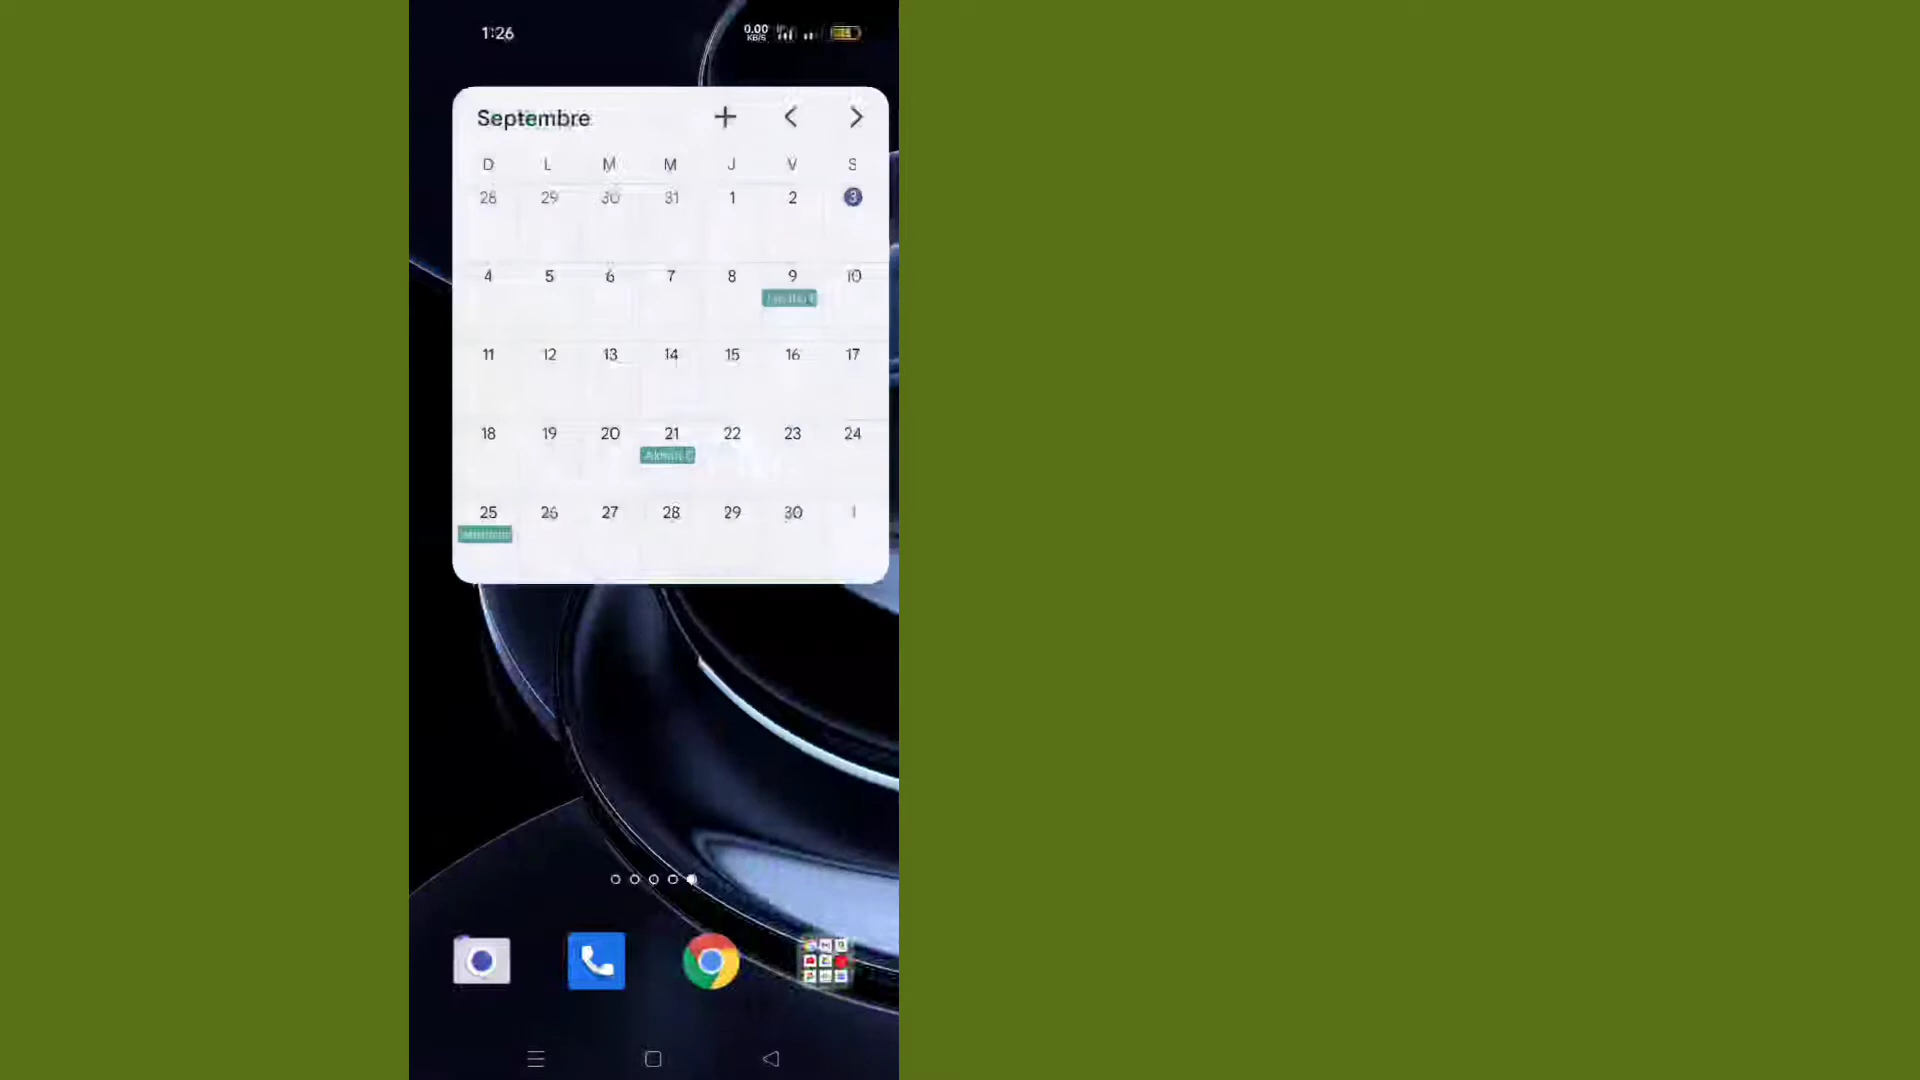 1:26
0.00
KB/S
Septembre
D L M M J V S
28 29 30 31 1 2 3
4 5 6 7 8 9 10
11 12 13 14 15 16 17
18 19 20 21 22 23 24
25 26 27 28 29 30 1